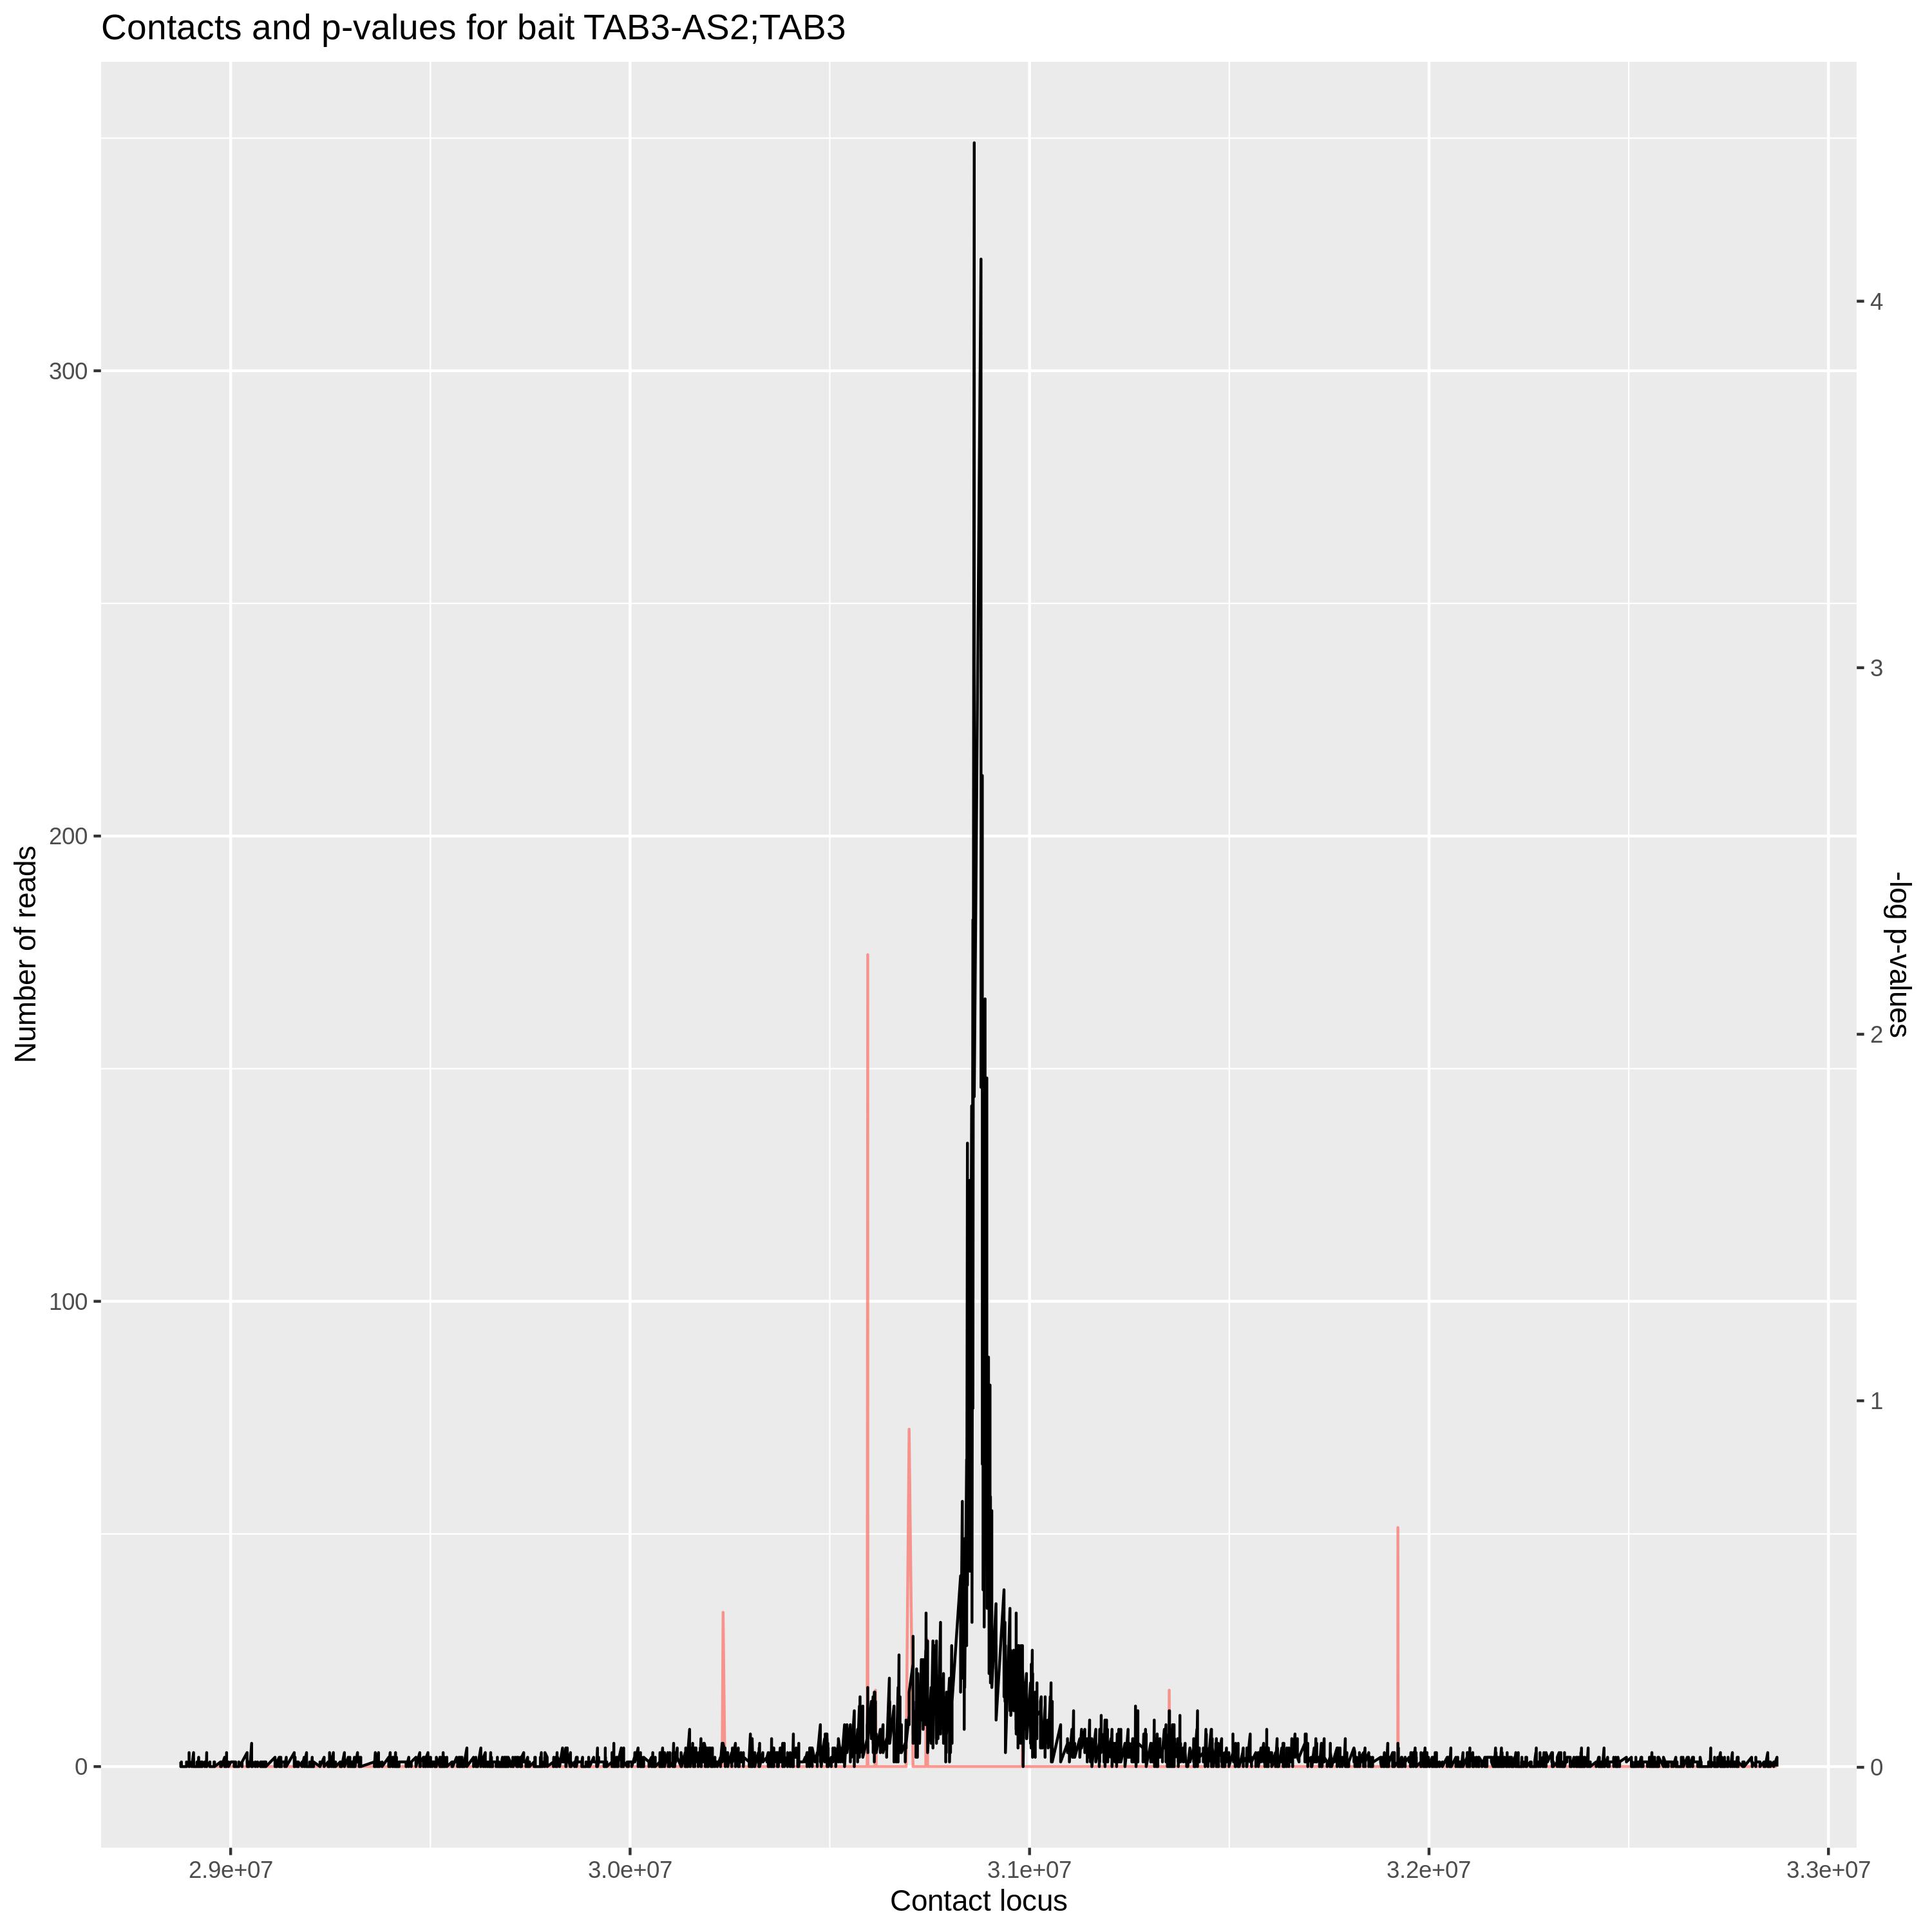 Contacts and p-values for bait TAB3-AS2;TAB3
Number of reads
300
200
100
0
4
3
2
1
0
-log p-values
2.9e+07
3.0e+07
3.1e+07
3.2e+07
3.3e+07
Contact locus